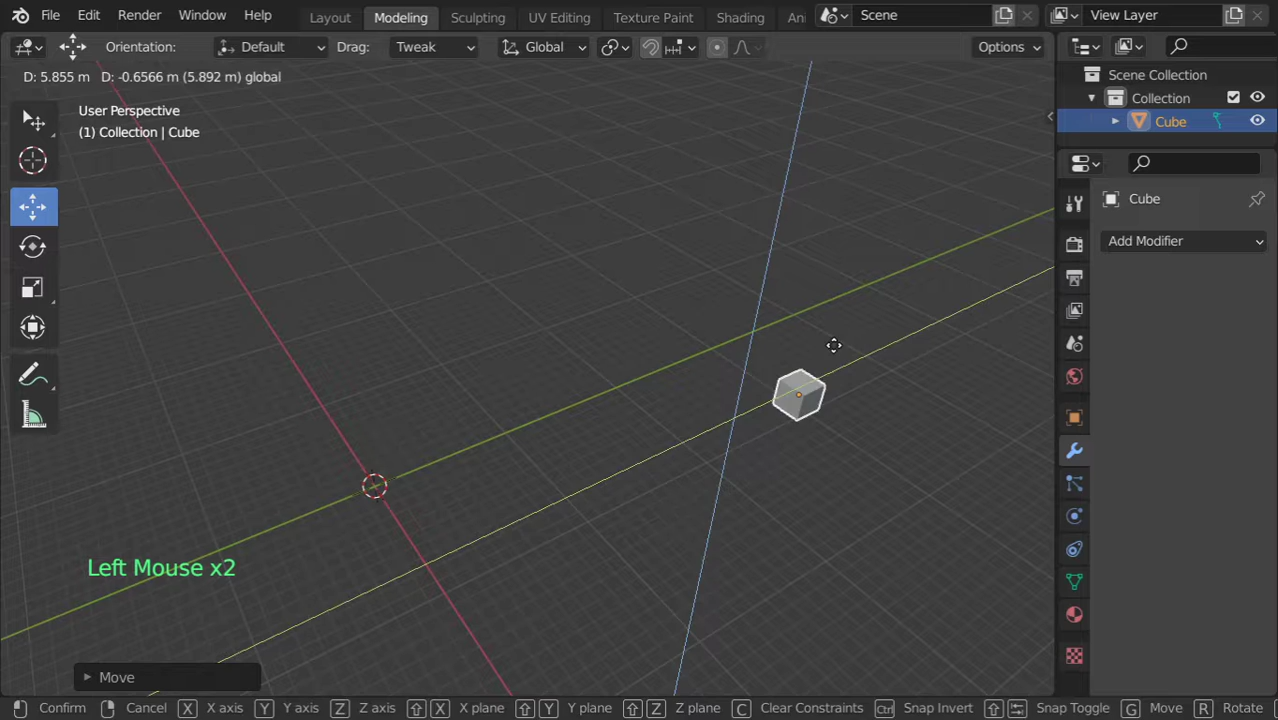 File Edit Render Window Help Layout Modeling Sculpting UV Editing Texture Paint Shading An Scene View Layer
Orientation: Default Drag: Tweak Global Options
D: 5.855 m D: -0.6566 m (5.892 m) global
User Perspective
(1) Collection | Cube
Scene Collection
Collection
Cube
Cube
Add Modifier
Left Mouse x2
Move
Confirm Cancel X X axis Y Y axis Z Z axis X X plane Y Y plane Z Z plane C Clear Constraints Ctrl Snap Invert Snap Toggle G Move R Rotate